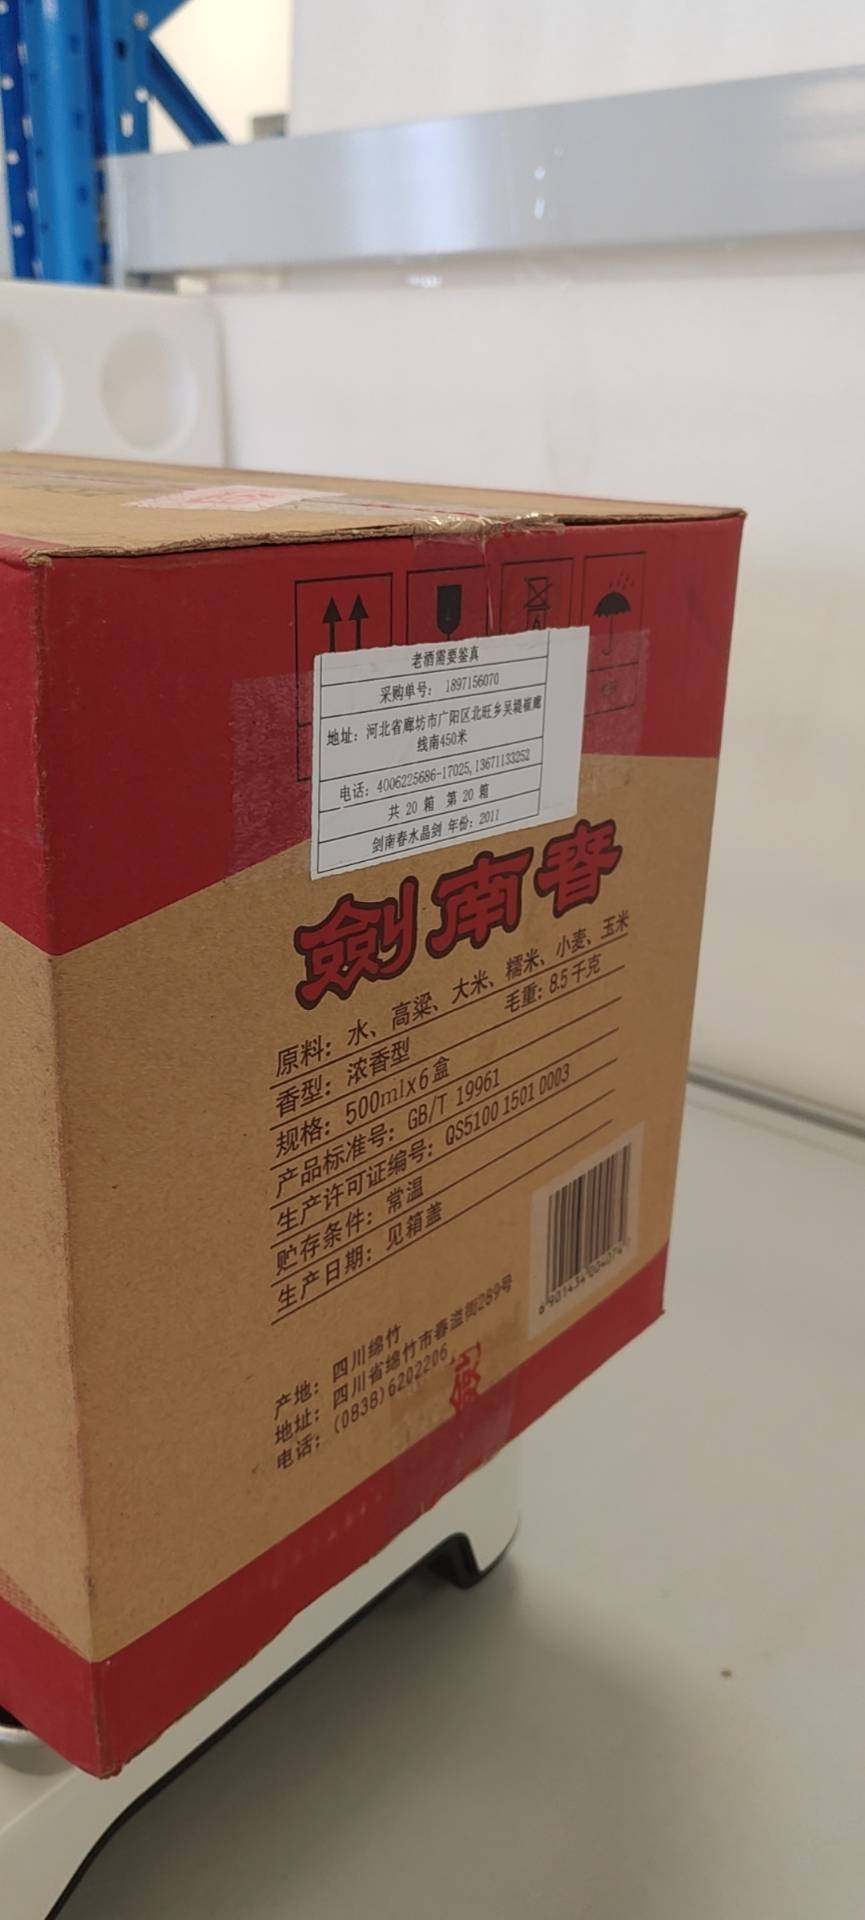 老酒需要鉴真
采购单号： 1897156070
地址：河北省廊坊市广阳区北旺乡吴堤崔廊
线南450米
电话：4006225686-17025,13671133252
共 20 箱 第 20 箱
剑南春水晶剑 年份：2011
劍南春
原料：水、高粱、大米、糯米、小麦、玉米
香型：浓香型 毛重：8.5千克
规格：500ml×6盒
产品标准号：GB/T 19961
生产许可证编号：QS5100 1501 0003
贮存条件：常温
生产日期：见箱盖
6901434004074
产地：四川绵竹
地址：四川省绵竹市春溢街289号
电话：(0838)6202206